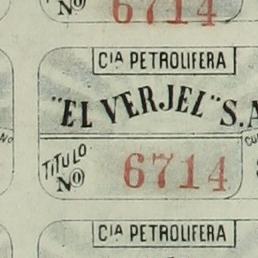 Nº 6714
CIA PETROLIFERA
"EL VERJEL" S.A
TITULO
Nº 6714
CIA PETROLIFERA